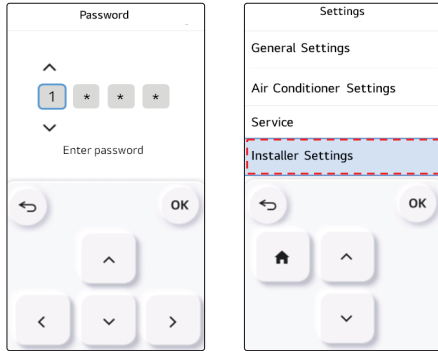 Password
1 * * *
Enter password
OK
Settings
General Settings
Air Conditioner Settings
Service
Installer Settings
OK